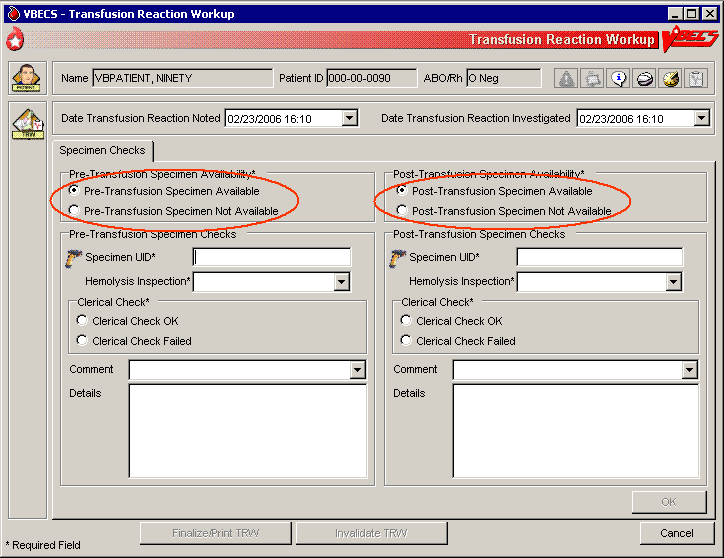 VBECS - Transfusion Reaction Workup
Transfusion Reaction Workup VBECS
PATIENT
Name VBPATIENT, NINETY Patient ID 000-00-0090 ABO/Rh O Neg
TRW
Date Transfusion Reaction Noted 02/23/2006 16:10 Date Transfusion Reaction Investigated 02/23/2006 16:10
Specimen Checks
Pre-Transfusion Specimen Availability*
Pre-Transfusion Specimen Available
Pre-Transfusion Specimen Not Available
Post-Transfusion Specimen Availability*
Post-Transfusion Specimen Available
Post-Transfusion Specimen Not Available
Pre-Transfusion Specimen Checks
Specimen UID*
Hemolysis Inspection*
Clerical Check*
Clerical Check OK
Clerical Check Failed
Comment
Details
Post-Transfusion Specimen Checks
Specimen UID*
Hemolysis Inspection*
Clerical Check*
Clerical Check OK
Clerical Check Failed
Comment
Details
OK
* Required Field
Finalize/Print TRW Invalidate TRW Cancel